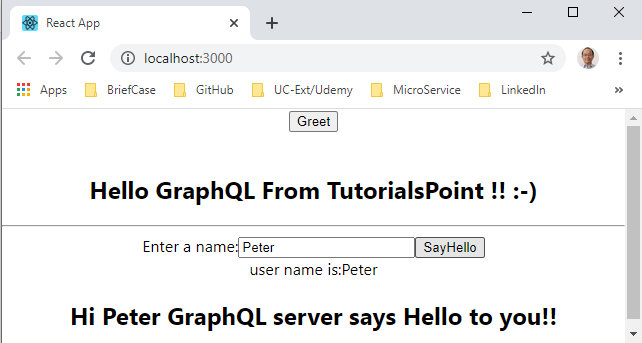 React App
localhost:3000
Apps BriefCase GitHub UC-Ext/Udemy MicroService LinkedIn
Greet
Hello GraphQL From TutorialsPoint !! :-)
Enter a name: Peter SayHello
user name is:Peter
Hi Peter GraphQL server says Hello to you!!